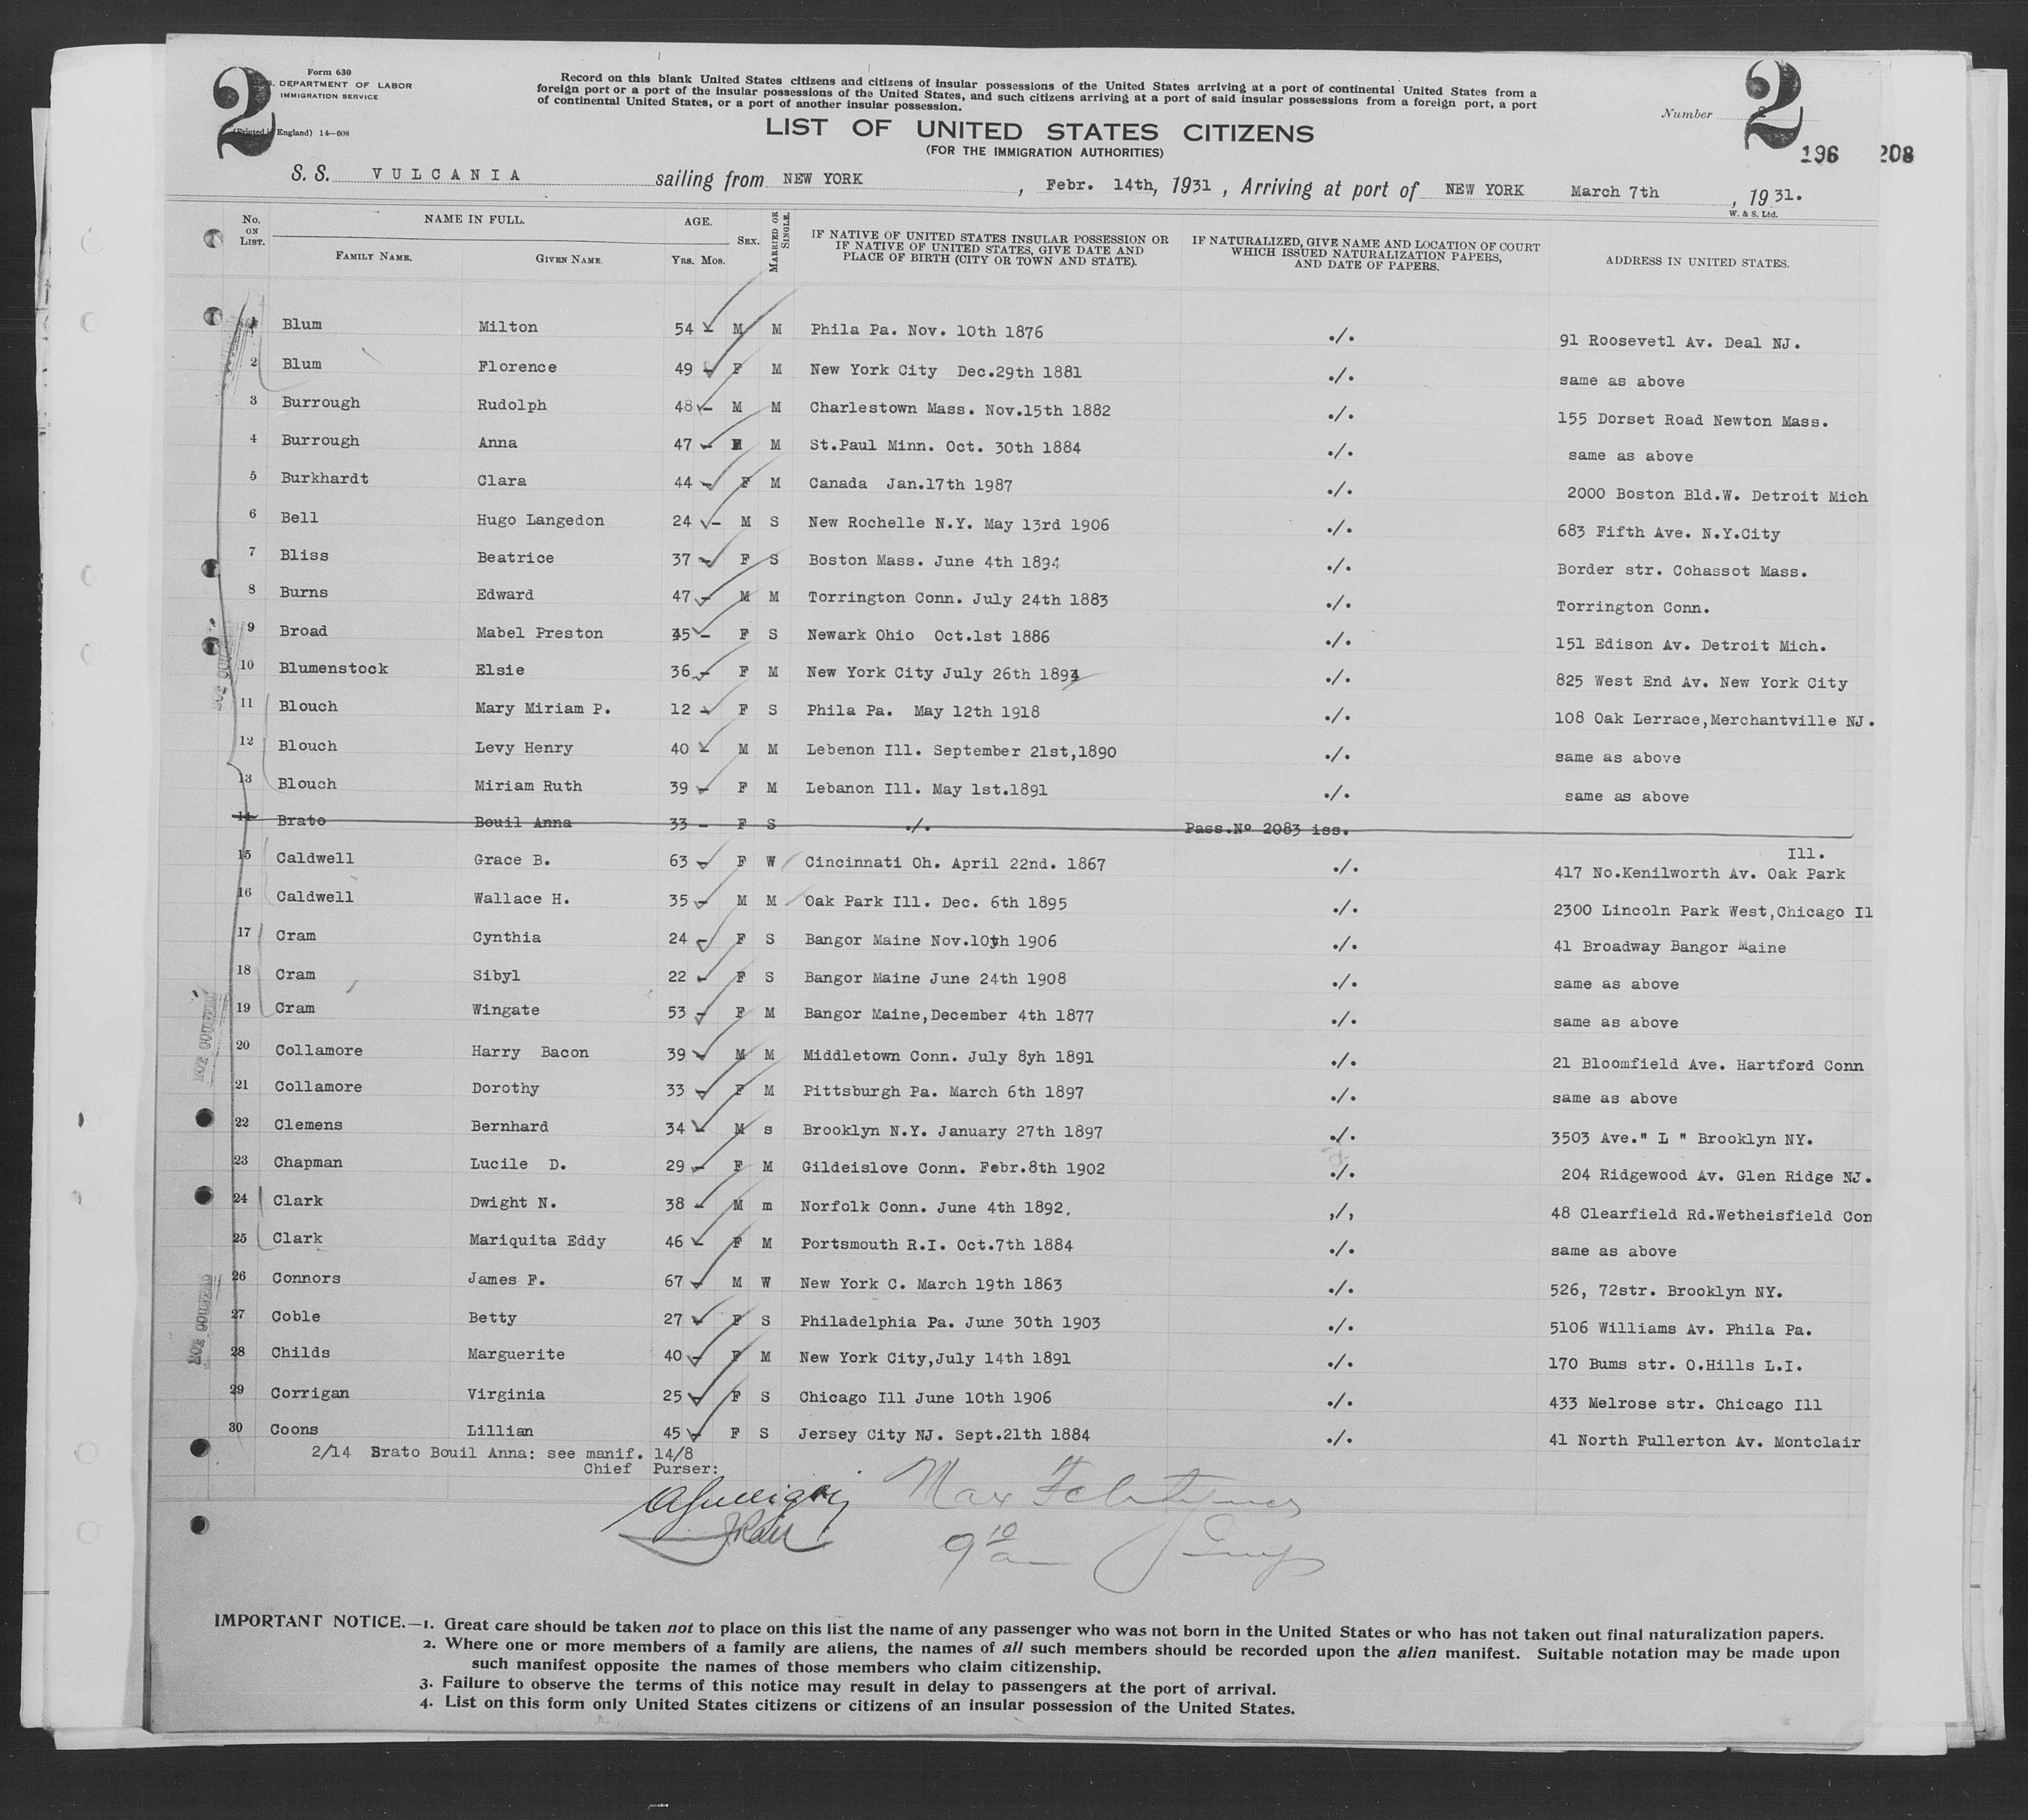 2 Form 630 2
U.S. DEPARTMENT OF LABOR
IMMIGRATION SERVICE
(Printed in England) 14—608
Record on this blank United States citizens and citizens of insular possessions of the United States arriving at a port of continental United States from a
foreign port or a port of the insular possessions of the United States, and such citizens arriving at a port of said insular possessions from a foreign port, a port
of continental United States, or a port of another insular possession.
Number
LIST OF UNITED STATES CITIZENS
(FOR THE IMMIGRATION AUTHORITIES)
196 208
S. S. VULCANIA sailing from NEW YORK , Febr. 14th, 1931 , Arriving at port of NEW YORK March 7th , 1931.
W. & S. Ltd.
No. ON LIST. NAME IN FULL. FAMILY NAME. GIVEN NAME. AGE. YRS. MOS. SEX. MARRIED OR SINGLE. IF NATIVE OF UNITED STATES INSULAR POSSESSION OR IF NATIVE OF UNITED STATES, GIVE DATE AND PLACE OF BIRTH (CITY OR TOWN AND STATE). IF NATURALIZED, GIVE NAME AND LOCATION OF COURT WHICH ISSUED NATURALIZATION PAPERS, AND DATE OF PAPERS. ADDRESS IN UNITED STATES.
1 Blum Milton 54 M M Phila Pa. Nov. 10th 1876 ./. 91 Roosevetl Av. Deal NJ.
2 Blum Florence 49 F M New York City Dec.29th 1881 ./. same as above
3 Burrough Rudolph 48 M M Charlestown Mass. Nov.15th 1882 ./. 155 Dorset Road Newton Mass.
4 Burrough Anna 47 M St.Paul Minn. Oct. 30th 1884 ./. same as above
5 Burkhardt Clara 44 F M Canada Jan.17th 1987 ./. 2000 Boston Bld.W. Detroit Mich
6 Bell Hugo Langedon 24 M S New Rochelle N.Y. May 13rd 1906 ./. 683 Fifth Ave. N.Y.City
7 Bliss Beatrice 37 F S Boston Mass. June 4th 1894 ./. Border str. Cohassot Mass.
8 Burns Edward 47 M M Torrington Conn. July 24th 1883 ./. Torrington Conn.
9 Broad Mabel Preston 45 F S Newark Ohio Oct.1st 1886 ./. 151 Edison Av. Detroit Mich.
10 Blumenstock Elsie 36 F M New York City July 26th 1894 ./. 825 West End Av. New York City
11 Blouch Mary Miriam P. 12 F S Phila Pa. May 12th 1918 ./. 108 Oak Lerrace,Merchantville NJ.
12 Blouch Levy Henry 40 M M Lebenon Ill. September 21st,1890 ./. same as above
13 Blouch Miriam Ruth 39 F M Lebanon Ill. May 1st.1891 ./. same as above
14 Brato Bouil Anna 33 F S ./. Pass.Nº 2083 iss.
15 Caldwell Grace B. 63 F W Cincinnati Oh. April 22nd. 1867 ./. 417 No.Kenilworth Av. Oak Park Ill.
16 Caldwell Wallace H. 35 M M Oak Park Ill. Dec. 6th 1895 ./. 2300 Lincoln Park West,Chicago Il
17 Cram Cynthia 24 F S Bangor Maine Nov.10th 1906 ./. 41 Broadway Bangor Maine
18 Cram Sibyl 22 F S Bangor Maine June 24th 1908 ./. same as above
19 Cram Wingate 53 F M Bangor Maine,December 4th 1877 ./. same as above
20 Collamore Harry Bacon 39 M M Middletown Conn. July 8yh 1891 ./. 21 Bloomfield Ave. Hartford Conn
21 Collamore Dorothy 33 F M Pittsburgh Pa. March 6th 1897 ./. same as above
22 Clemens Bernhard 34 M s Brooklyn N.Y. January 27th 1897 ./. 3503 Ave." L " Brooklyn NY.
23 Chapman Lucile D. 29 F M Gildeislove Conn. Febr.8th 1902 ./. 204 Ridgewood Av. Glen Ridge NJ.
24 Clark Dwight N. 38 M m Norfolk Conn. June 4th 1892. ,/, 48 Clearfield Rd.Wetheisfield Con
25 Clark Mariquita Eddy 46 F M Portsmouth R.I. Oct.7th 1884 ./. same as above
26 Connors James F. 67 M W New York C. March 19th 1863 ./. 526, 72str. Brooklyn NY.
27 Coble Betty 27 F S Philadelphia Pa. June 30th 1903 ./. 5106 Williams Av. Phila Pa.
28 Childs Marguerite 40 F M New York City,July 14th 1891 ./. 170 Bums str. O.Hills L.I.
29 Corrigan Virginia 25 F S Chicago Ill June 10th 1906 ./. 433 Melrose str. Chicago Ill
30 Coons Lillian 45 F S Jersey City NJ. Sept.21th 1884 ./. 41 North Fullerton Av. Montclair
2/14 Brato Bouil Anna: see manif. 14/8
Chief Purser:
Max
9 10
IMPORTANT NOTICE.—1. Great care should be taken not to place on this list the name of any passenger who was not born in the United States or who has not taken out final naturalization papers.
2. Where one or more members of a family are aliens, the names of all such members should be recorded upon the alien manifest. Suitable notation may be made upon
such manifest opposite the names of those members who claim citizenship.
3. Failure to observe the terms of this notice may result in delay to passengers at the port of arrival.
4. List on this form only United States citizens or citizens of an insular possession of the United States.